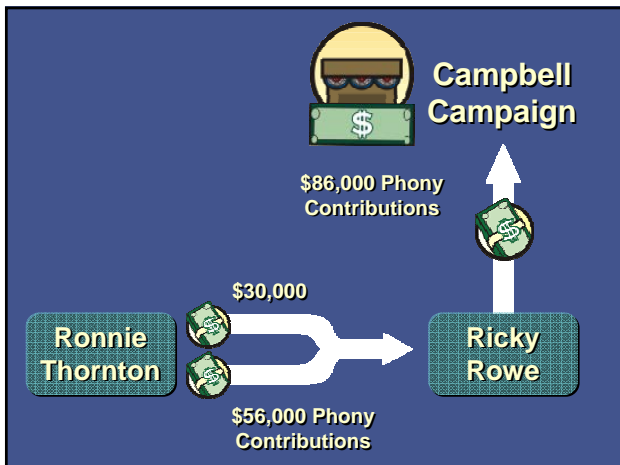 Campbell
Campaign
$
$86,000 Phony
Contributions
$
$30,000
$
Ronnie
Thornton
Ricky
Rowe
$
$56,000 Phony
Contributions